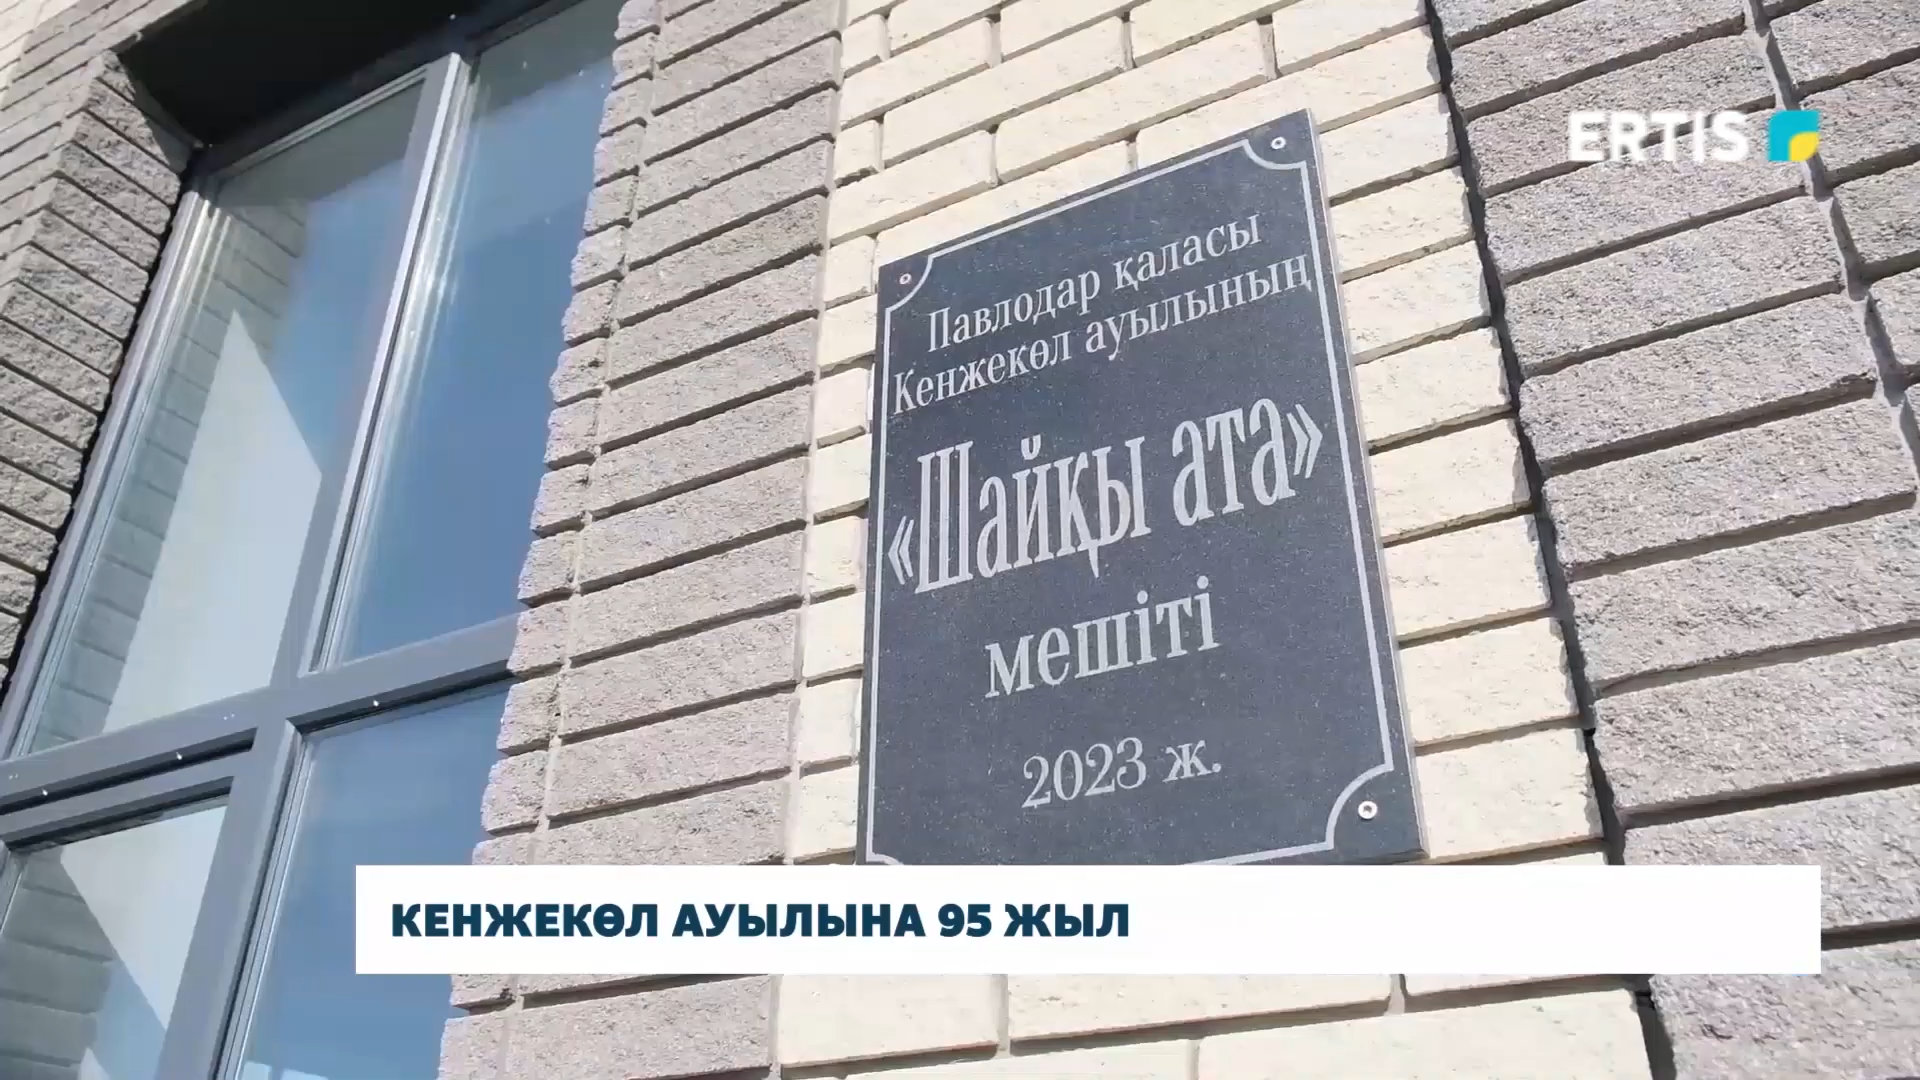 ERTIS
Павлодар қаласы
Кенжекөл ауылының
«Шайқы ата»
мешіті
2023 ж.
КЕНЖЕКӨЛ АУЫЛЫНА 95 ЖЫЛ